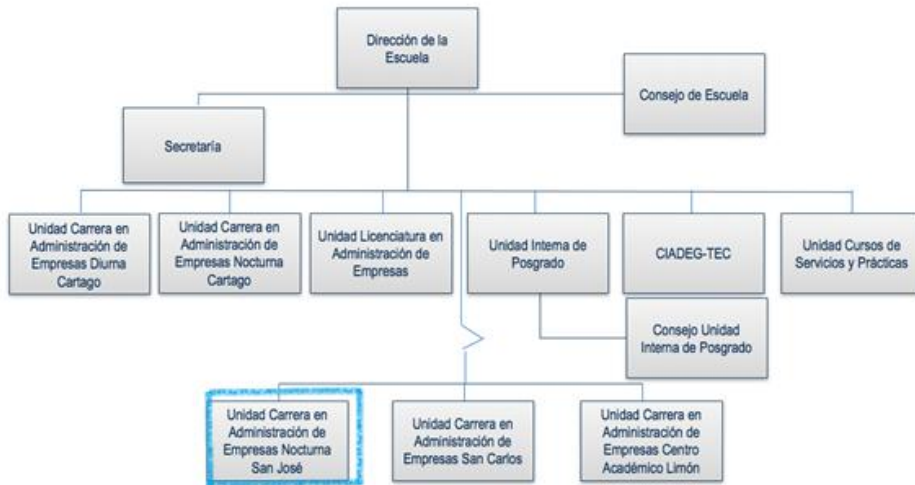 Dirección de la
Escuela
Consejo de Escuela
Secretaría
Unidad Carrera en
Administración de
Empresas Diurna
Cartago
Unidad Carrera en
Administración de
Empresas Nocturna
Cartago
Unidad Licenciatura en
Administración de
Empresas
Unidad Interna de
Posgrado
CIADEG-TEC
Unidad Cursos de
Servicios y Prácticas
Consejo Unidad
Interna de Posgrado
Unidad Carrera en
Administración de
Empresas Nocturna
San José
Unidad Carrera en
Administración de
Empresas San Carlos
Unidad Carrera en
Administración de
Empresas Centro
Académico Limón